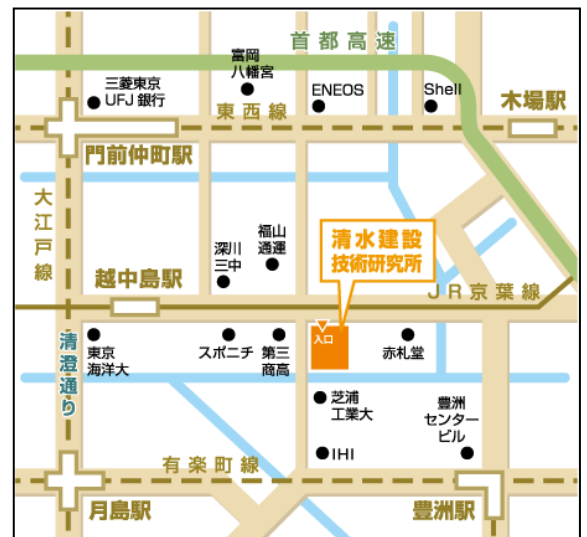 首都高速
富岡
八幡宮
三菱東京
UFJ 銀行
ENEOS
Shell
木場駅
東西線
門前仲町駅
大江戸線
福山
通運
深川
三中
清水建設
技術研究所
越中島駅
JR京葉線
入口
清澄通り
東京
海洋大
スポニチ
第三
商高
赤札堂
芝浦
工業大
豊洲
センター
ビル
IHI
有楽町線
月島駅
豊洲駅